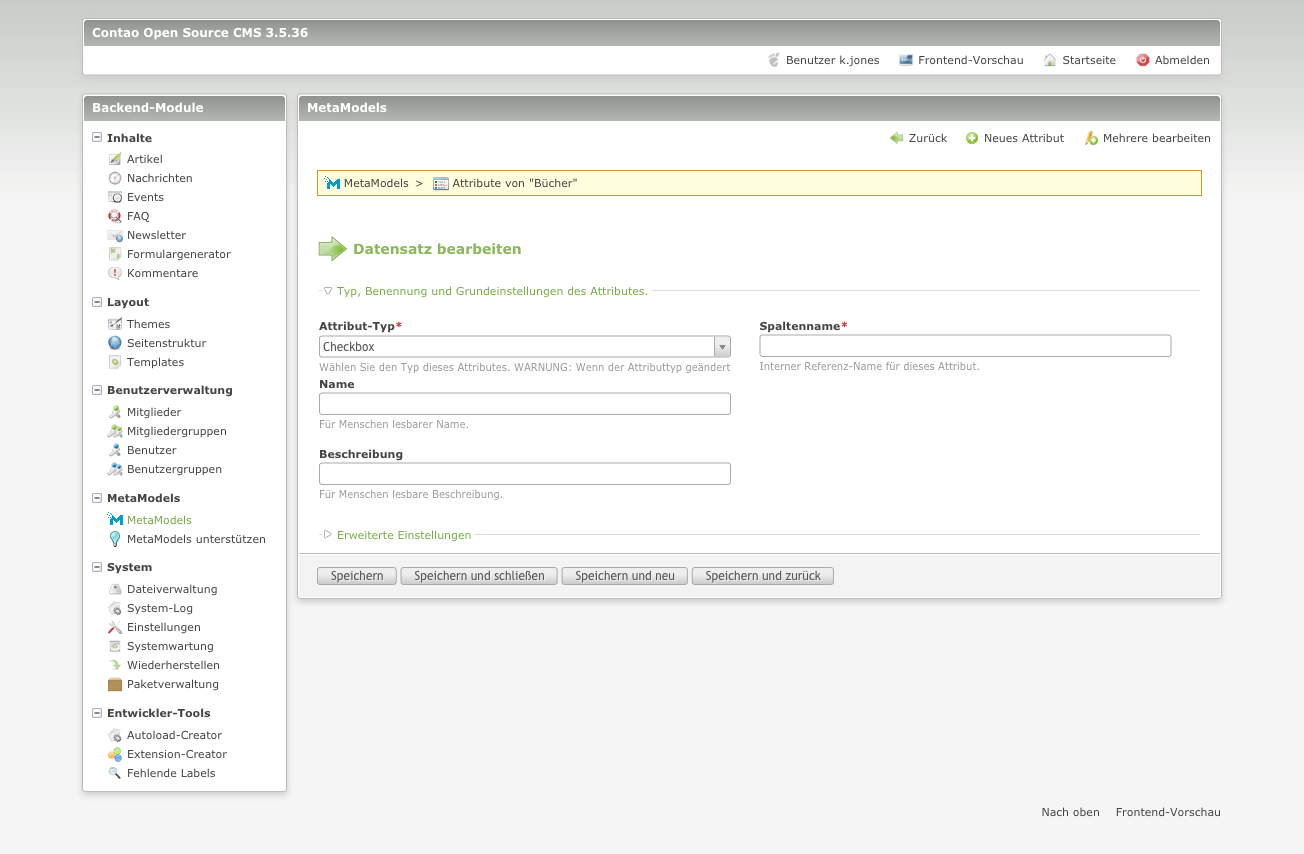 Contao Open Source CMS 3.5.36
Benutzer k.jones Frontend-Vorschau Startseite Abmelden
Backend-Module
Inhalte
Artikel
Nachrichten
Events
FAQ
Newsletter
Formulargenerator
Kommentare
Layout
Themes
Seitenstruktur
Templates
Benutzerverwaltung
Mitglieder
Mitgliedergruppen
Benutzer
Benutzergruppen
MetaModels
MetaModels
MetaModels unterstützen
System
Dateiverwaltung
System-Log
Einstellungen
Systemwartung
Wiederherstellen
Paketverwaltung
Entwickler-Tools
Autoload-Creator
Extension-Creator
Fehlende Labels
MetaModels
Zurück Neues Attribut Mehrere bearbeiten
MetaModels > Attribute von "Bücher"
Datensatz bearbeiten
Typ, Benennung und Grundeinstellungen des Attributes.
Attribut-Typ*
Checkbox
Wählen Sie den Typ dieses Attributes. WARNUNG: Wenn der Attributtyp geändert
Spaltenname*
Interner Referenz-Name für dieses Attribut.
Name
Für Menschen lesbarer Name.
Beschreibung
Für Menschen lesbare Beschreibung.
Erweiterte Einstellungen
Speichern Speichern und schließen Speichern und neu Speichern und zurück
Nach oben Frontend-Vorschau